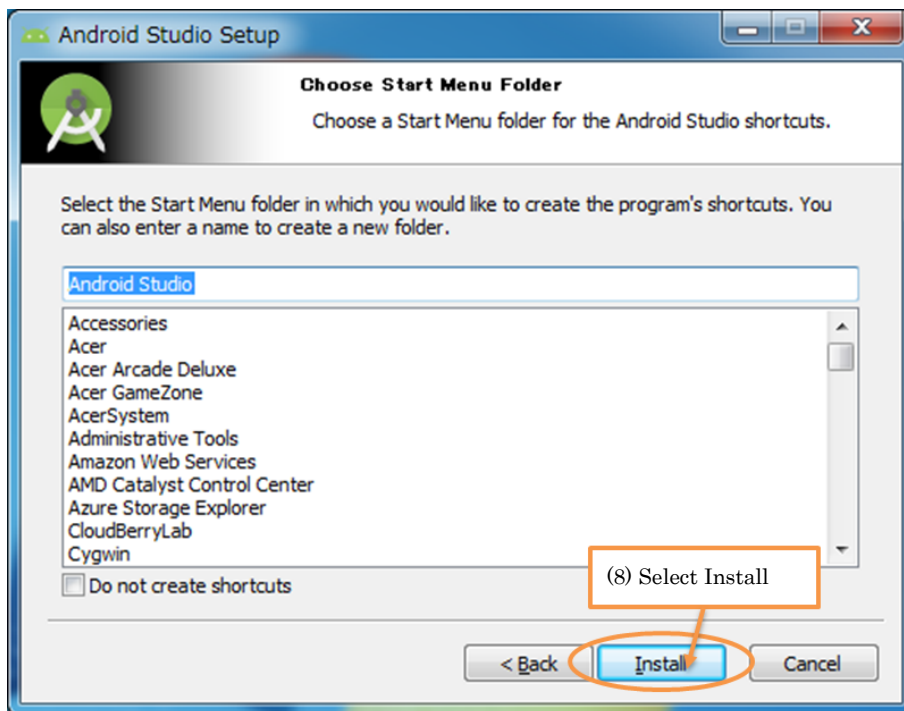 Android Studio Setup
Choose Start Menu Folder
Choose a Start Menu folder for the Android Studio shortcuts.
Select the Start Menu folder in which you would like to create the program's shortcuts. You
can also enter a name to create a new folder.
Android Studio
Accessories
Acer
Acer Arcade Deluxe
Acer GameZone
AcerSystem
Administrative Tools
Amazon Web Services
AMD Catalyst Control Center
Azure Storage Explorer
CloudBerryLab
Cygwin
(8) Select Install
Do not create shortcuts
< Back
Install
Cancel